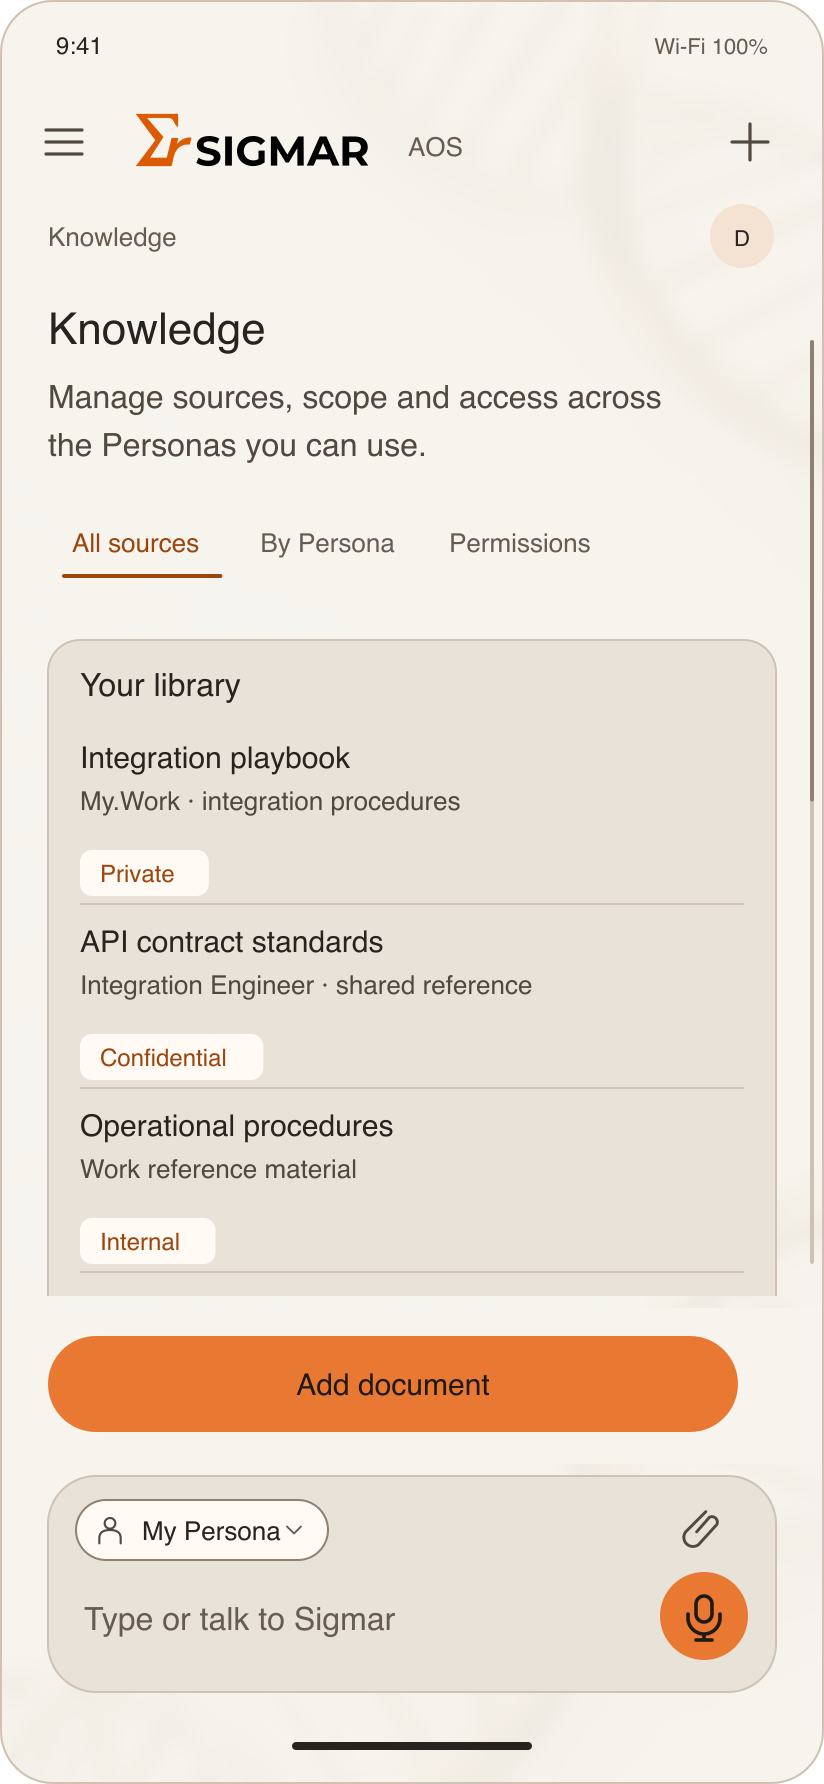 9:41
Wi-Fi 100%
Σr SIGMAR AOS
Knowledge
D
Knowledge
Manage sources, scope and access across
the Personas you can use.
All sources
By Persona
Permissions
Your library
Integration playbook
My.Work · integration procedures
Private
API contract standards
Integration Engineer · shared reference
Confidential
Operational procedures
Work reference material
Internal
Add document
My Persona
Type or talk to Sigmar